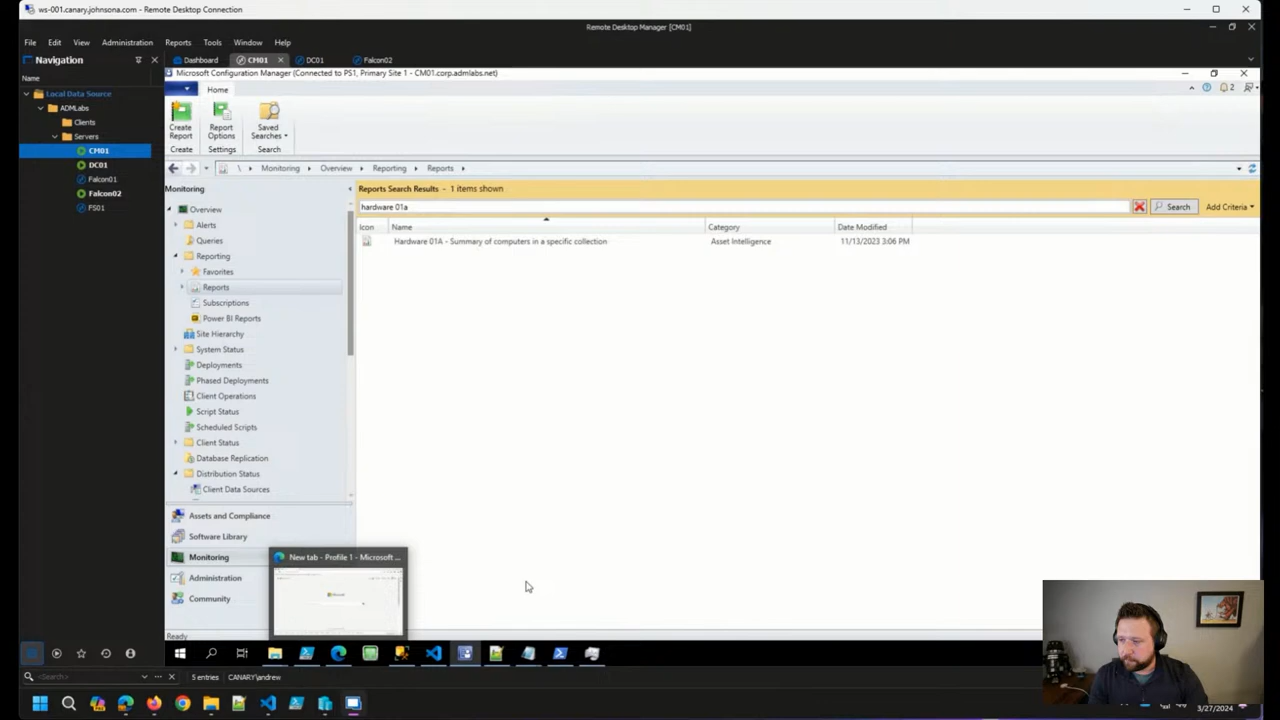 ws-001.canary.johnsona.com - Remote Desktop Connection
Remote Desktop Manager [CM01]
File Edit View Administration Reports Tools Window Help
Navigation
Dashboard CM01 DC01 Falcon02
Name
Microsoft Configuration Manager (Connected to PS1, Primary Site 1 - CM01.corp.admlabs.net)
Local Data Source
ADMLabs
Clients
Servers
CM01
DC01
Falcon01
Falcon02
FS01
Home
2
Create Report
Report Options
Saved Searches
Create
Settings
Search
\ Monitoring Overview Reporting Reports
Monitoring
Overview
Alerts
Queries
Reporting
Favorites
Reports
Subscriptions
Power BI Reports
Site Hierarchy
System Status
Deployments
Phased Deployments
Client Operations
Script Status
Scheduled Scripts
Client Status
Database Replication
Distribution Status
Client Data Sources
Assets and Compliance
Software Library
Monitoring
Administration
Community
Ready
Reports Search Results - 1 items shown
hardware 01a
Search
Add Criteria
Icon Name Category Date Modified
Hardware 01A - Summary of computers in a specific collection Asset Intelligence 11/13/2023 3:06 PM
New tab - Profile 1 - Microsoft ...
<Search>
5 entries
CANARY\andrew
3/27/2024